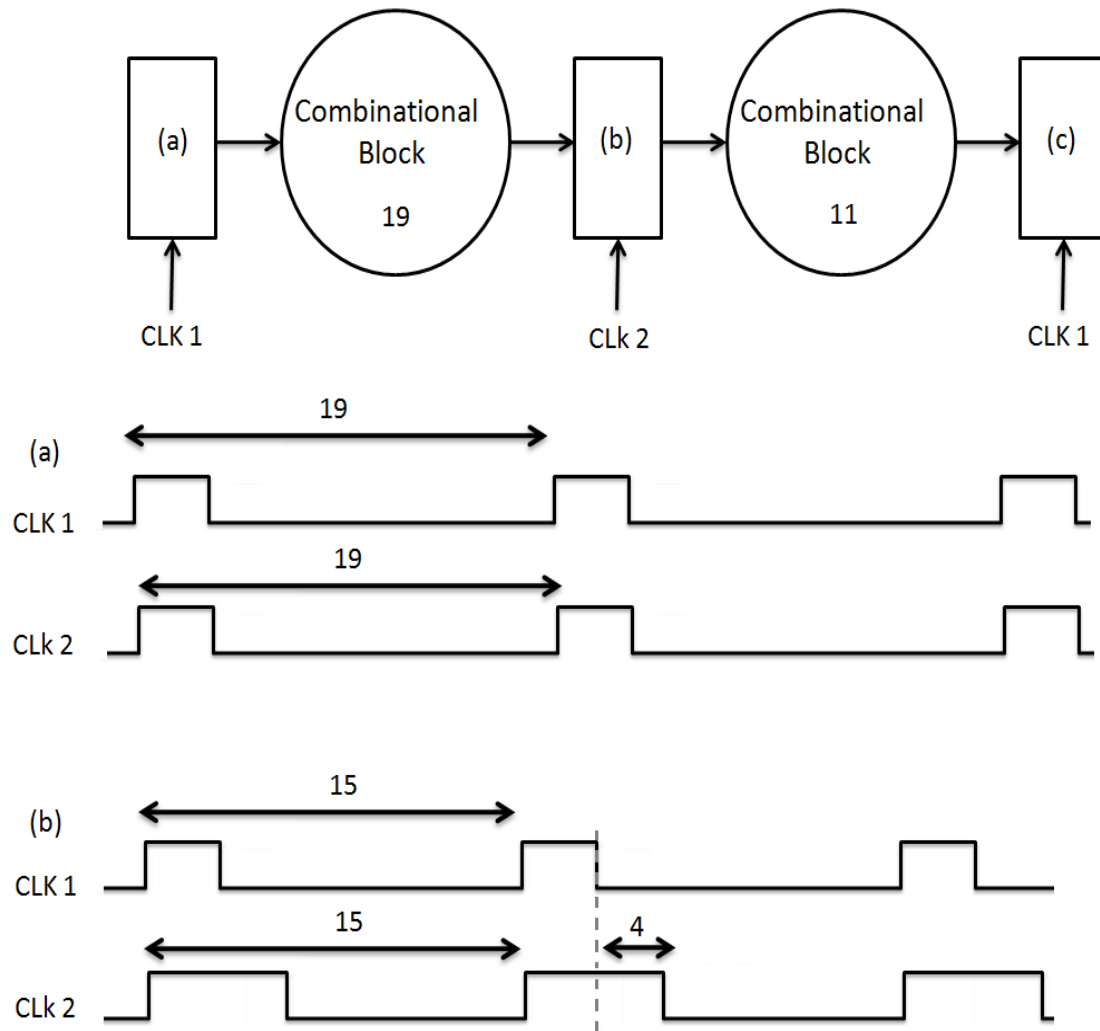 (a)
Combinational
Block
19
(b)
Combinational
Block
11
(c)
CLK 1
CLk 2
CLK 1
19
(a)
CLK 1
19
CLk 2
15
(b)
CLK 1
15
4
CLk 2